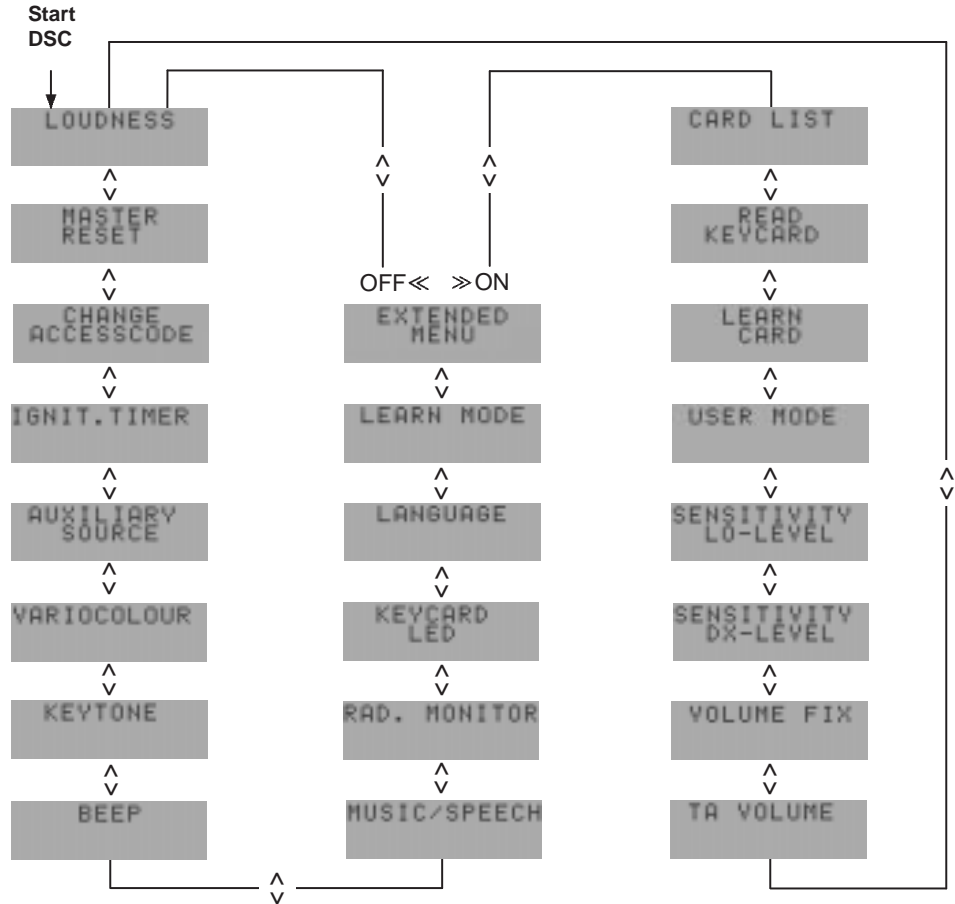 Start
DSC
LOUDNESS
MASTER
RESET
CHANGE
ACCESSCODE
IGNIT.TIMER
AUXILIARY
SOURCE
VARIOCOLOUR
KEYTONE
BEEP
OFF≪ ≫ON
EXTENDED
MENU
LEARN MODE
LANGUAGE
KEYCARD
LED
RAD. MONITOR
MUSIC/SPEECH
CARD LIST
READ
KEYCARD
LEARN
CARD
USER MODE
SENSITIVITY
LO-LEVEL
SENSITIVITY
DX-LEVEL
VOLUME FIX
TA VOLUME